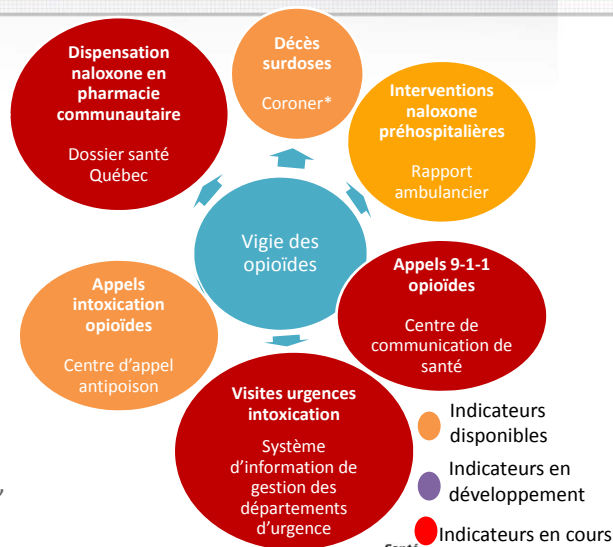 Dispensation
naloxone en
pharmacie
communautaire
Dossier santé
Québec
Décès
surdoses
Coroner*
Interventions
naloxone
préhospitalières
Rapport
ambulancier
Vigie des
opioïdes
Appels
intoxication
opioïdes
Centre d'appel
antipoison
Appels 9-1-1
opioïdes
Centre de
communication de
santé
Visites urgences
intoxication
Système
d'information de
gestion des
départements
d'urgence
Indicateurs
disponibles
Indicateurs en
développement
Indicateurs en cours
,